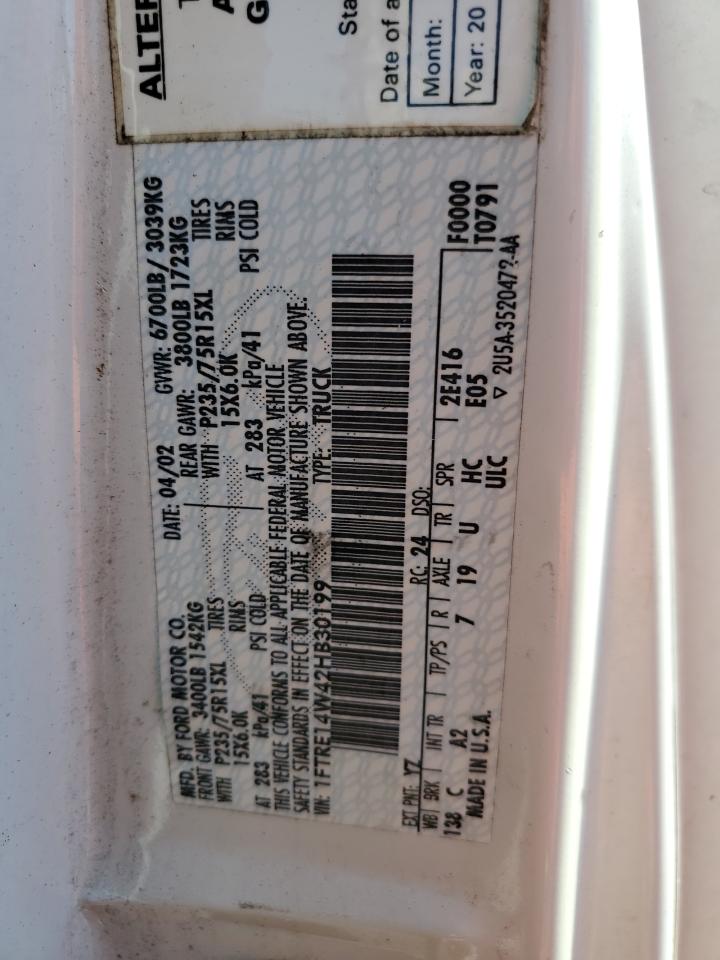 ALTER
T
A
G
Sta
Date of a
Month:
Year: 20
MFD. BY FORD MOTOR CO.
DATE: 04/02 GVWR: 6700LB/ 3039KG
FRONT GAWR: 3400LB 1542KG REAR GAWR: 3800LB 1723KG
WITH P235/75R15XL TIRES WITH P235/75R15XL TIRES
15X6.0K RIMS 15X6.0K RIMS
AT 283 kPa/41 PSI COLD AT 283 kPa/41 PSI COLD
THIS VEHICLE CONFORMS TO ALL APPLICABLE FEDERAL MOTOR VEHICLE
SAFETY STANDARDS IN EFFECT ON THE DATE OF MANUFACTURE SHOWN ABOVE.
VIN: 1FTRE14W42HB30199 TYPE: TRUCK
F0000
T0791
EXT PNT: YZ RC: 24 DSO:
WB BRK INT TR TP/PS R AXLE TR SPR
138 C A2 7 19 U HC 2E416
ULC E05
MADE IN U.S.A. ▽ 2U5A-3520472-AA